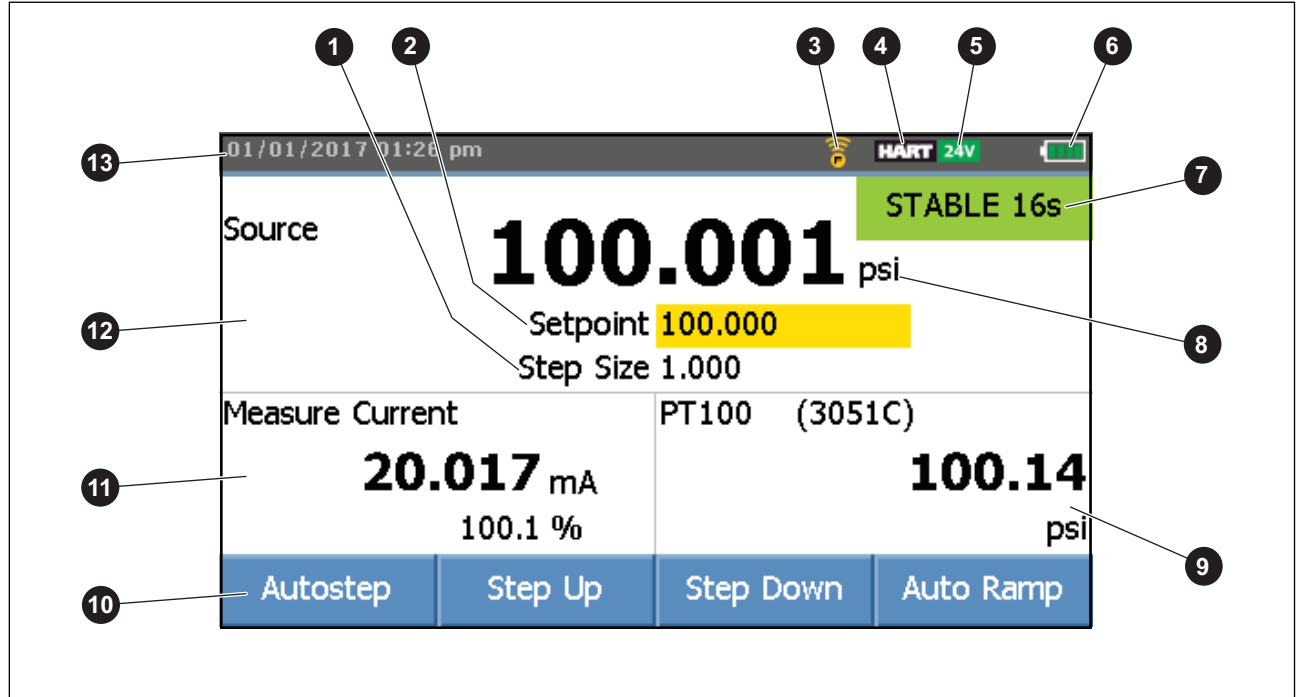 1 2 3 4 5 6
01/01/2017 01:26 pm F HART 24V
13
7
STABLE 16s
Source
100.001 psi
12
Setpoint 100.000
8
Step Size 1.000
Measure Current
PT100 (3051C)
11
20.017 mA
100.14
100.1 %
psi
9
10
Autostep Step Up Step Down Auto Ramp